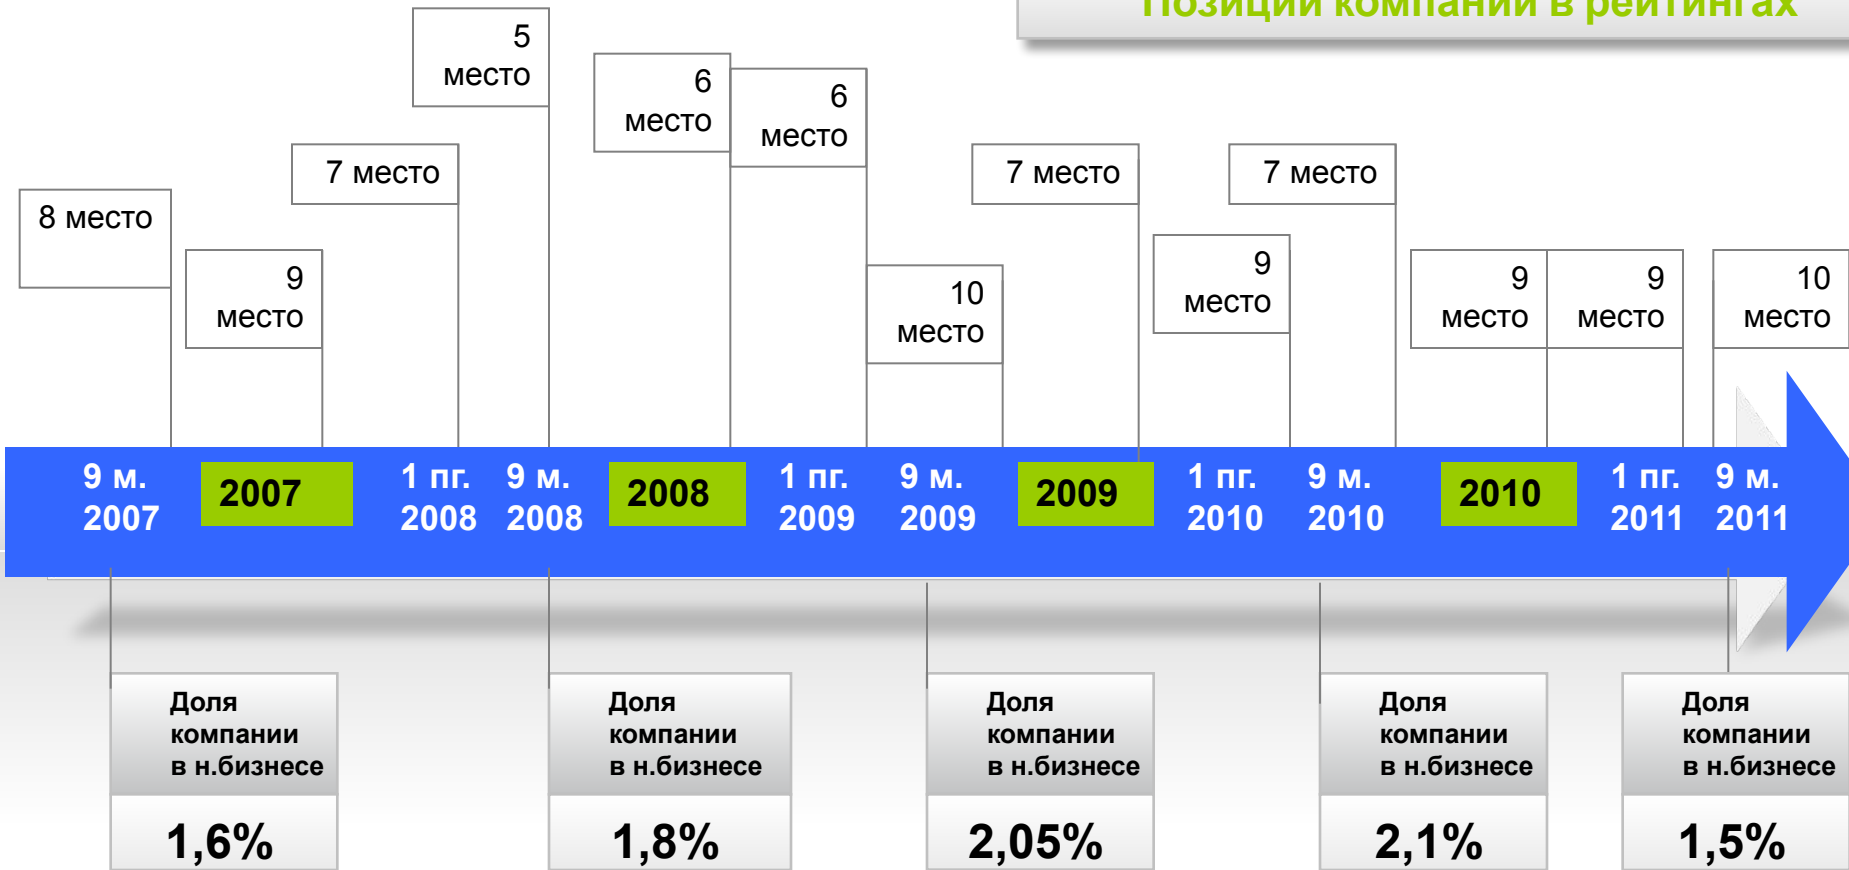 Позиции компании в рейтингах
5
место
6
место
6
место
7 место
7 место
7 место
8 место
9
место
10
место
9
место
9
место
9
место
10
место
9 м.
2007
2007
1 пг.
2008
9 м.
2008
2008
1 пг.
2009
9 м.
2009
2009
1 пг.
2010
9 м.
2010
2010
1 пг.
2011
9 м.
2011
Доля
компании
в н.бизнесе
1,6%
Доля
компании
в н.бизнесе
1,8%
Доля
компании
в н.бизнесе
2,05%
Доля
компании
в н.бизнесе
2,1%
Доля
компании
в н.бизнесе
1,5%